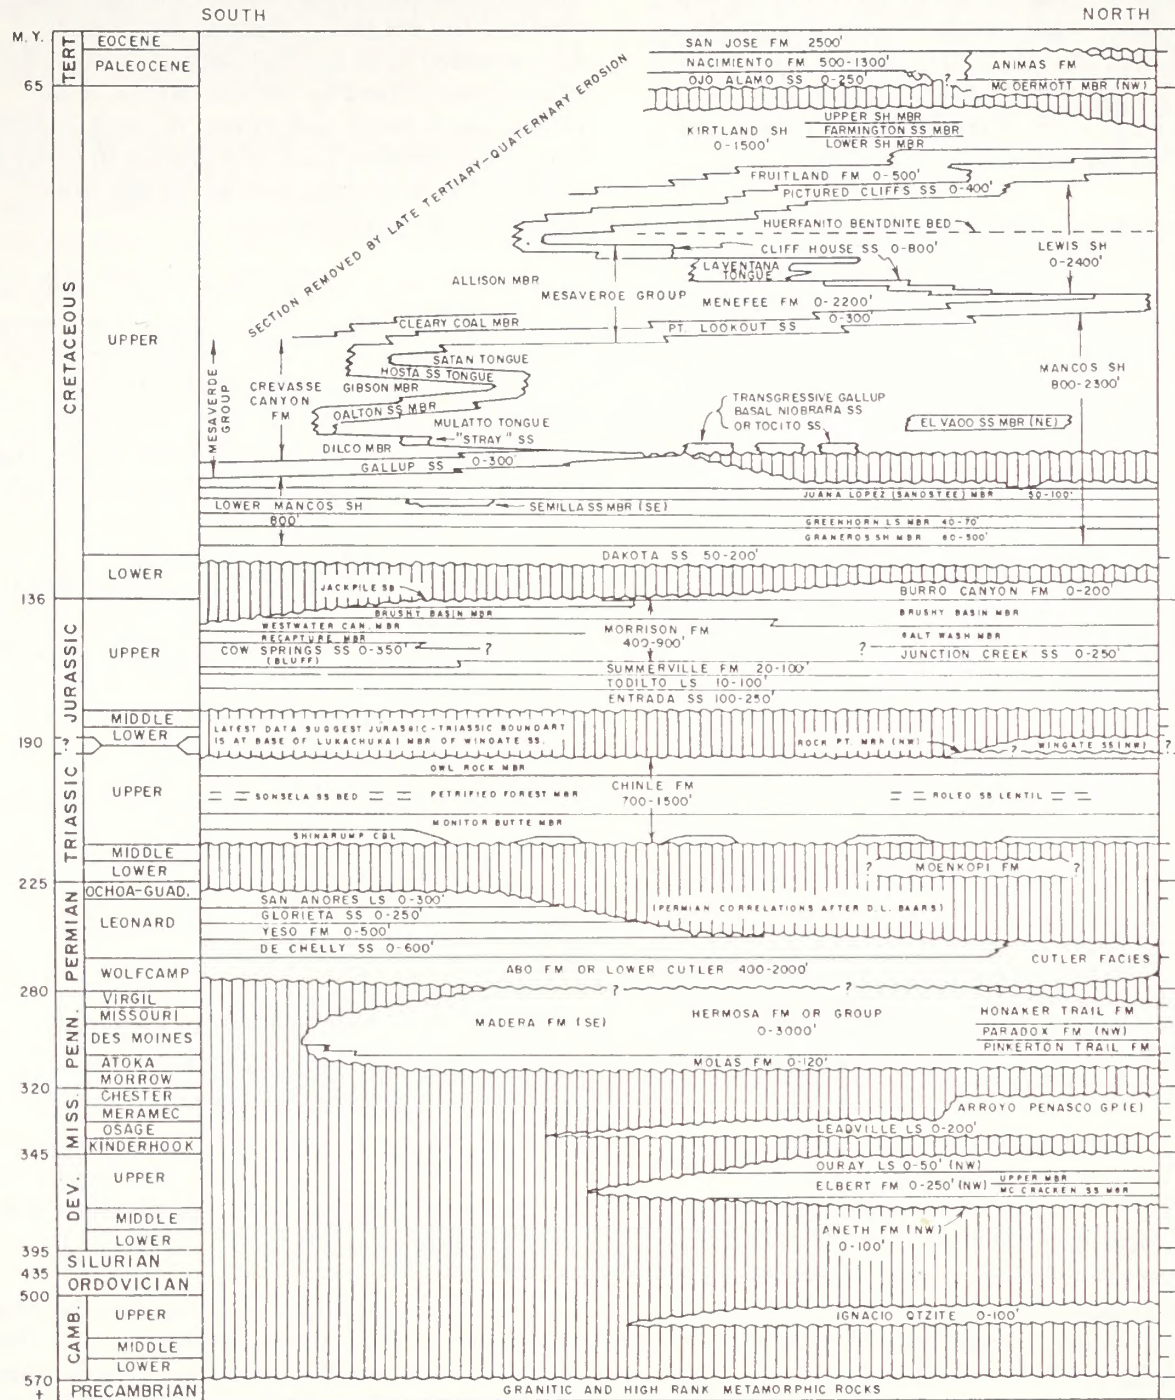 SOUTH
NORTH
M.Y.
TERT
EOCENE
PALEOCENE
65
SAN JOSE FM 2500'
NACIMIENTO FM 500-1300'
OJO ALAMO SS 0-250'
?
ANIMAS FM
MC DERMOTT MBR (NW)
SECTION REMOVED BY LATE TERTIARY-QUATERNARY EROSION
CRETACEOUS
UPPER
KIRTLAND SH
0-1500'
UPPER SH MBR
FARMINGTON SS MBR
LOWER SH MBR
FRUITLAND FM 0-500'
PICTURED CLIFFS SS 0-400'
HUERFANITO BENTONITE BED
CLIFF HOUSE SS 0-800'
LEWIS SH
0-2400'
LA VENTANA
TONGUE
ALLISON MBR
MESAVERDE GROUP
MENEFEE FM 0-2200'
0-300'
CLEARY COAL MBR
PT. LOOKOUT SS
SATAN TONGUE
HOSTA SS TONGUE
GIBSON MBR
MESAVERDE
GROUP
CREVASSE
CANYON
FM
MANCOS SH
800-2300'
DALTON SS MBR
MULATTO TONGUE
"STRAY" SS
DILCO MBR
TRANSGRESSIVE GALLUP
BASAL NIOBRARA SS
OR TOCITO SS
EL VADO SS MBR (NE)
GALLUP SS
0-300'
JUANA LOPEZ (SANOSTEE) MBR 50-100'
LOWER MANCOS SH
800'
SEMILLA SS MBR (SE)
GREENHORN LS MBR 40-70'
GRANEROS SH MBR 60-300'
DAKOTA SS 50-200'
LOWER
136
JACKPILE SB
BURRO CANYON FM 0-200'
JURASSIC
UPPER
BRUSHY BASIN MBR
BRUSHY BASIN MBR
WESTWATER CAN. MBR
MORRISON FM
400-900'
RECAPTURE MBR
SALT WASH MBR
COW SPRINGS SS 0-350'
(BLUFF)
?
?
JUNCTION CREEK SS 0-250'
SUMMERVILLE FM 20-100'
TODILTO LS 10-100'
ENTRADA SS 100-250'
MIDDLE
LOWER
190
?
LATEST DATA SUGGEST JURASSIC-TRIASSIC BOUNDARY
IS AT BASE OF LUKACHUKAI MBR OF WINGATE SS.
ROCK PT. MBR (NW)
?
WINGATE SS (NW)
?
TRIASSIC
UPPER
OWL ROCK MBR
CHINLE FM
700-1500'
SONSELA SS BED
PETRIFIED FOREST MBR
POLEO SB LENTIL
MONITOR BUTTE MBR
SHINARUMP CGL
MIDDLE
LOWER
?
MOENKOPI FM
?
225
PERMIAN
OCHOA-GUAD.
LEONARD
WOLFCAMP
SAN ANDRES LS 0-300'
GLORIETA SS 0-250'
YESO FM 0-500'
DE CHELLY SS 0-600'
(PERMIAN CORRELATIONS AFTER D.L. BAARS)
CUTLER FACIES
ABO FM OR LOWER CUTLER 400-2000'
280
?
?
PENN.
VIRGIL
MISSOURI
DES MOINES
ATOKA
MORROW
MADERA FM (SE)
HERMOSA FM OR GROUP
0-3000'
HONAKER TRAIL FM
PARADOX FM (NW)
PINKERTON TRAIL FM
MOLAS FM 0-120'
320
MISS.
CHESTER
MERAMEC
OSAGE
KINDERHOOK
ARROYO PENASCO GP (E)
LEADVILLE LS 0-200'
345
DEV.
UPPER
MIDDLE
LOWER
OURAY LS 0-50' (NW)
ELBERT FM 0-250' (NW)
UPPER MBR
MC CRACKEN SS MBR
ANETH FM (NW)
0-100'
395
SILURIAN
435
ORDOVICIAN
500
CAMB.
UPPER
MIDDLE
LOWER
IGNACIO QTZITE 0-100'
570
+
PRECAMBRIAN
GRANITIC AND HIGH RANK METAMORPHIC ROCKS